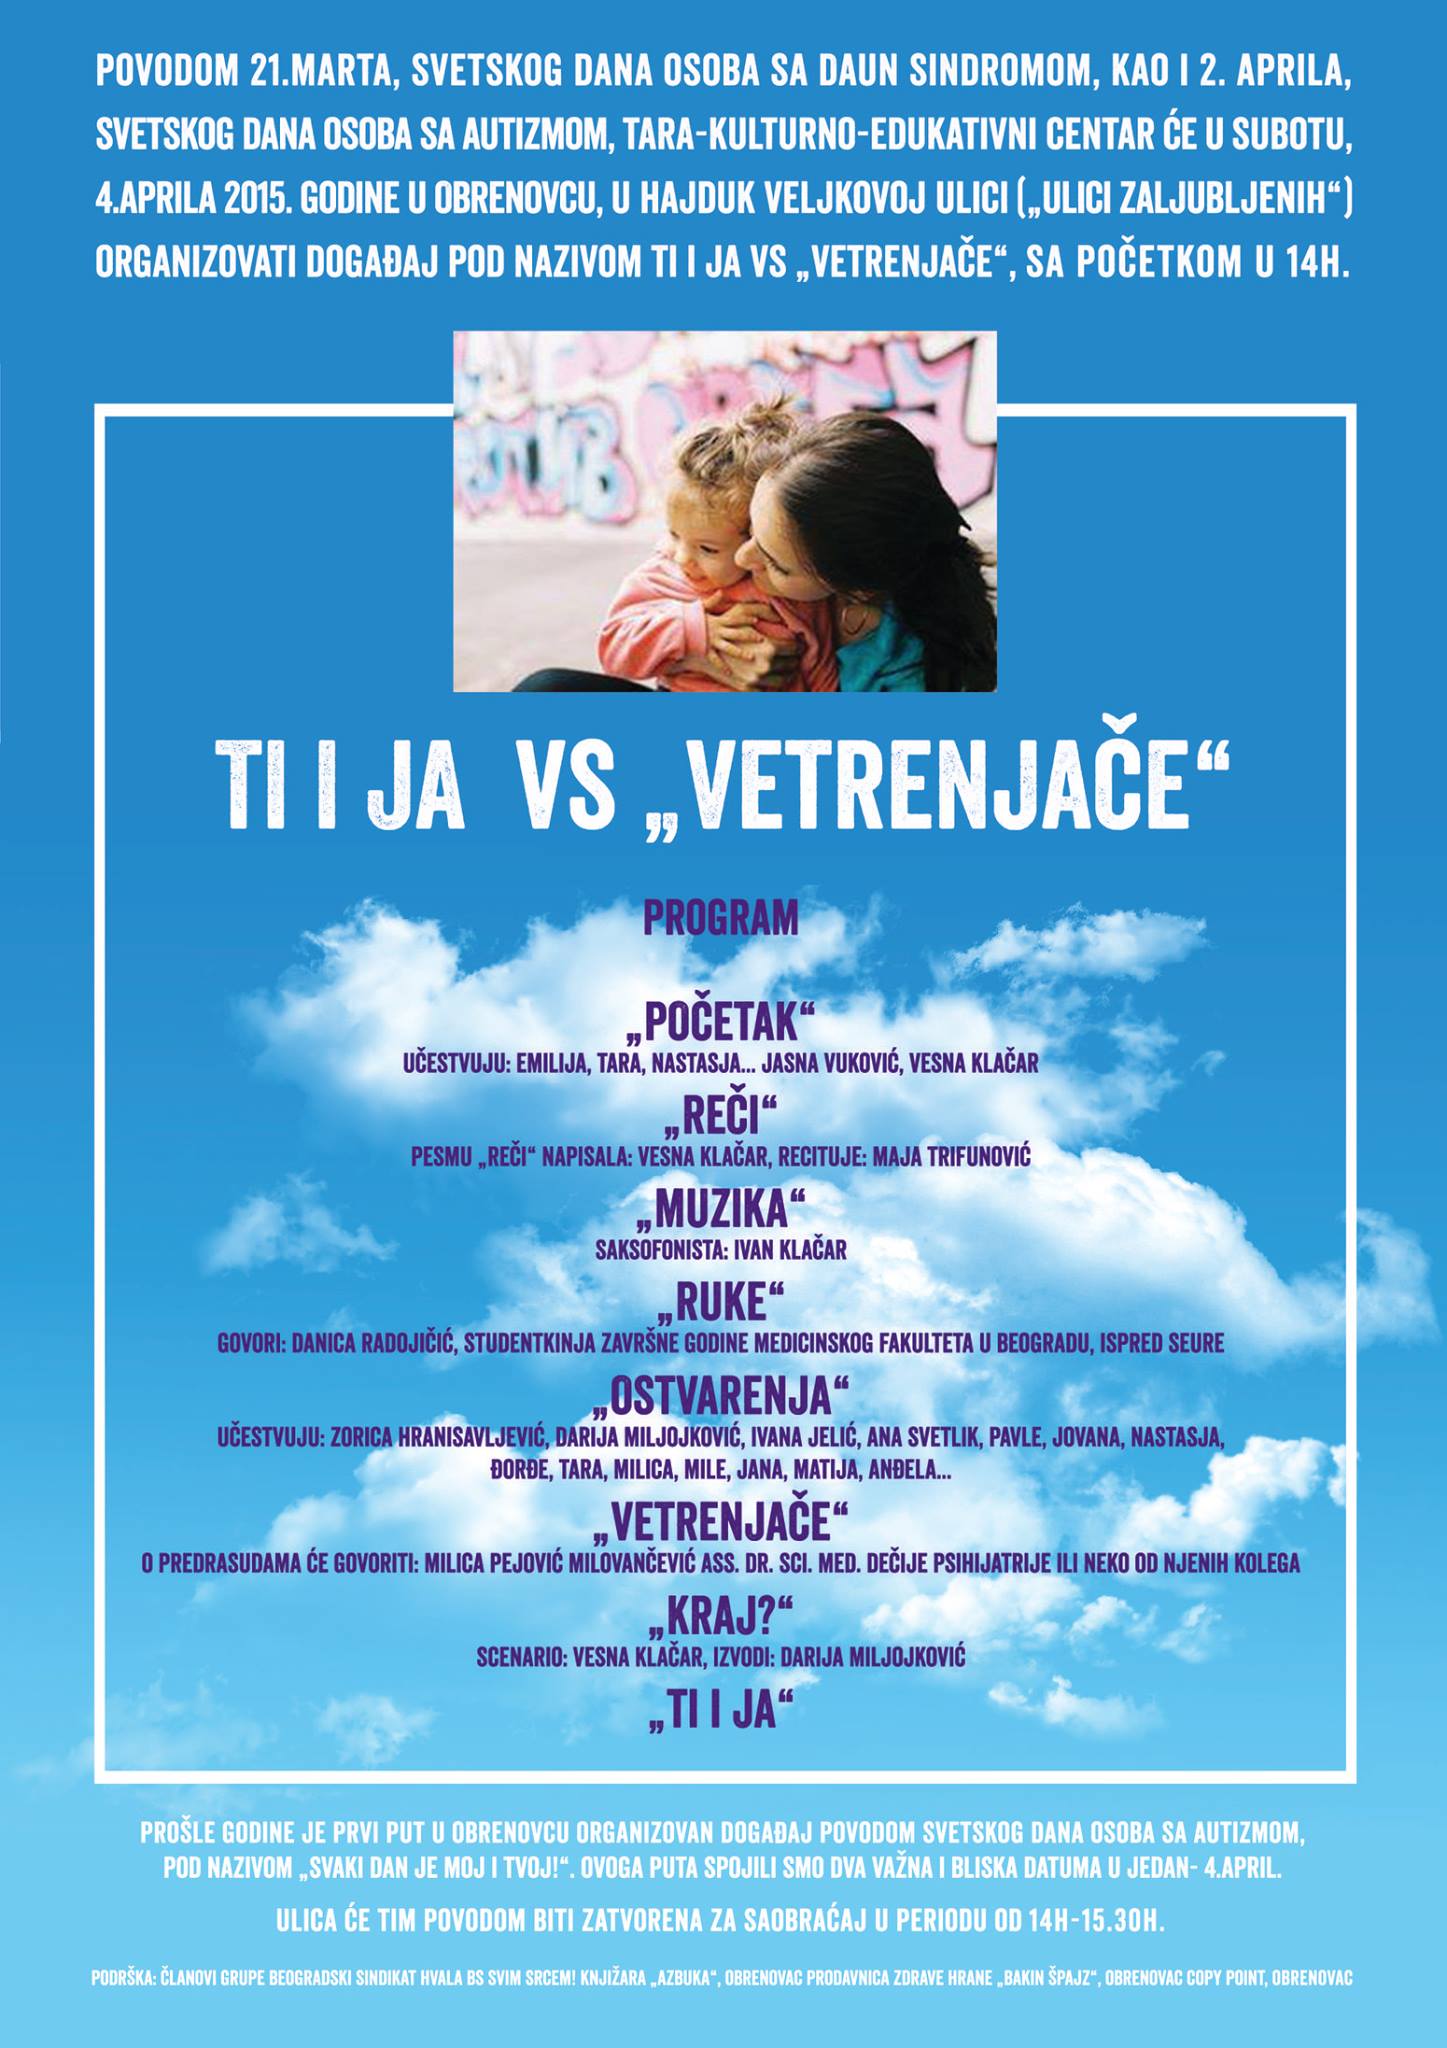 POVODOM 21.MARTA, SVETSKOG DANA OSOBA SA DAUN SINDROMOM, KAO I 2. APRILA,
SVETSKOG DANA OSOBA SA AUTIZMOM, TARA-KULTURNO-EDUKATIVNI CENTAR ĆE U SUBOTU,
4.APRILA 2015. GODINE U OBRENOVCU, U HAJDUK VELJKOVOJ ULICI („ULICI ZALJUBLJENIH“)
ORGANIZOVATI DOGAĐAJ POD NAZIVOM TI I JA VS „VETRENJAČE“, SA POČETKOM U 14H.
TI I JA VS „VETRENJAČE“
PROGRAM
„POČETAK“
UČESTVUJU: EMILIJA, TARA, NASTASJA... JASNA VUKOVIĆ, VESNA KLAČAR
„REČI“
PESMU „REČI“ NAPISALA: VESNA KLAČAR, RECITUJE: MAJA TRIFUNOVIĆ
„MUZIKA“
SAKSOFONISTA: IVAN KLAČAR
„RUKE“
GOVORI: DANICA RADOJIČIĆ, STUDENTKINJA ZAVRŠNE GODINE MEDICINSKOG FAKULTETA U BEOGRADU, ISPRED SEURE
„OSTVARENJA“
UČESTVUJU: ZORICA HRANISAVLJEVIĆ, DARIJA MILJOJKOVIĆ, IVANA JELIĆ, ANA SVETLIK, PAVLE, JOVANA, NASTASJA,
ĐORĐE, TARA, MILICA, MILE, JANA, MATIJA, ANĐELA...
„VETRENJAČE“
O PREDRASUDAMA ĆE GOVORITI: MILICA PEJOVIĆ MILOVANČEVIĆ ASS. DR. SCI. MED. DEČIJE PSIHIJATRIJE ILI NEKO OD NJENIH KOLEGA
„KRAJ?“
SCENARIO: VESNA KLAČAR, IZVODI: DARIJA MILJOJKOVIĆ
„TI I JA“
PROŠLE GODINE JE PRVI PUT U OBRENOVCU ORGANIZOVAN DOGAĐAJ POVODOM SVETSKOG DANA OSOBA SA AUTIZMOM,
POD NAZIVOM „SVAKI DAN JE MOJ I TVOJ!“. OVOGA PUTA SPOJILI SMO DVA VAŽNA I BLISKA DATUMA U JEDAN- 4.APRIL.
ULICA ĆE TIM POVODOM BITI ZATVORENA ZA SAOBRAĆAJ U PERIODU OD 14H-15.30H.
PODRŠKA: ČLANOVI GRUPE BEOGRADSKI SINDIKAT HVALA BS SVIM SRCEM! KNJIŽARA „AZBUKA“, OBRENOVAC PRODAVNICA ZDRAVE HRANE „BAKIN ŠPAJZ“, OBRENOVAC COPY POINT, OBRENOVAC